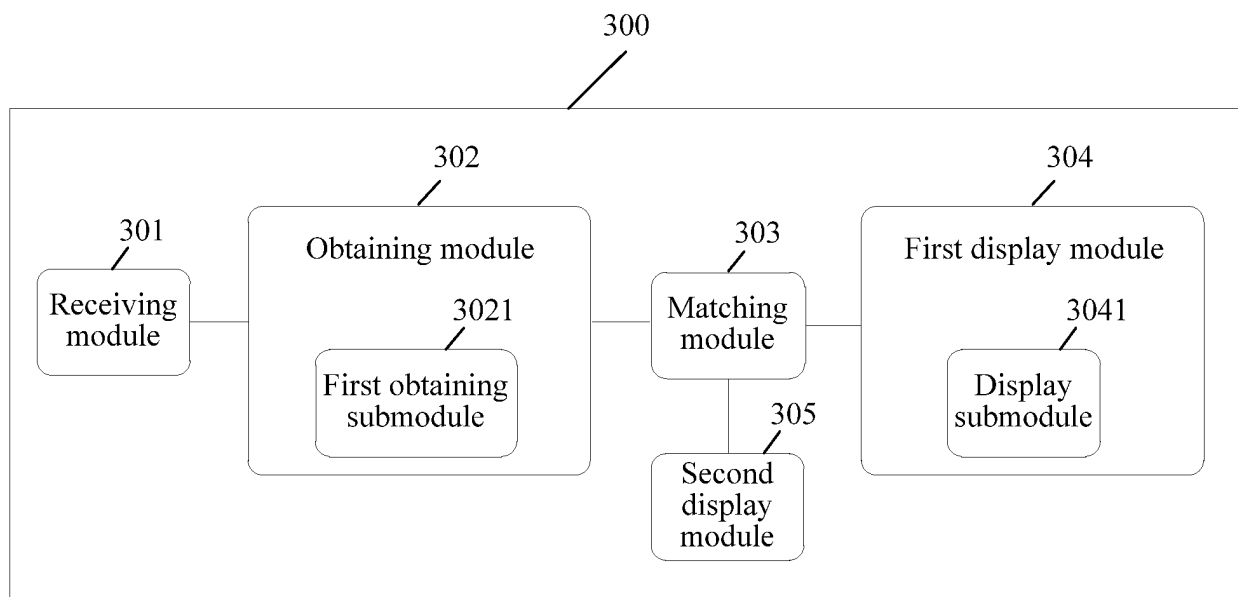 300
302
304
301
303
Obtaining module
First display module
Receiving
module
Matching
module
3021
3041
First obtaining
submodule
Display
submodule
305
Second
display
module